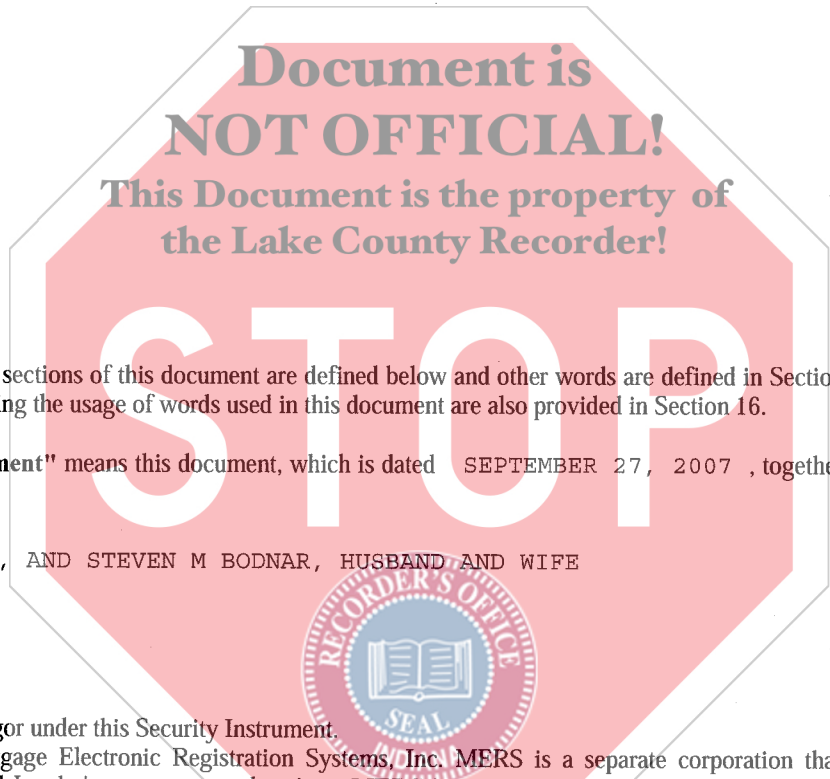 Document is
NOT OFFICIAL!
This Document is the property of
the Lake County Recorder!
STOP
sections of this document are defined below and other words are defined in Sectio
ng the usage of words used in this document are also provided in Section 16.
ment" means this document, which is dated SEPTEMBER 27, 2007 , togethe
, AND STEVEN M BODNAR, HUSBAND AND WIFE
RECORDER'S OFFICE
SEAL
INDIANA
gor under this Security Instrument.
gage Electronic Registration Systems, Inc. MERS is a separate corporation tha